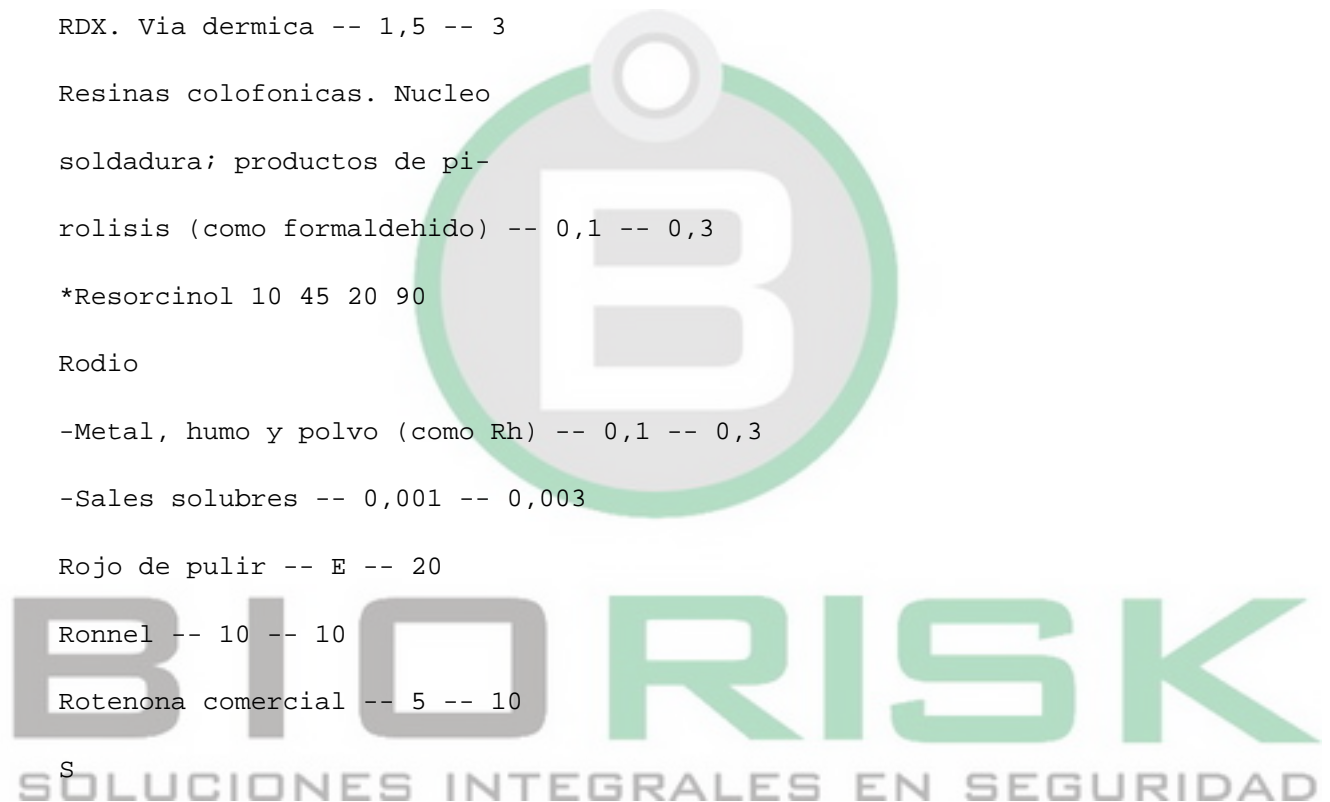 RDX. Via dermica -- 1,5 -- 3
Resinas colofonicas. Nucleo
soldadura; productos de pi-
rolisis (como formaldehido) -- 0,1 -- 0,3
*Resorcinol 10 45 20 90
Rodio
-Metal, humo y polvo (como Rh) -- 0,1 -- 0,3
-Sales solubres -- 0,001 -- 0,003
Rojo de pulir -- E -- 20
Ronnel -- 10 -- 10
Rotenona comercial -- 5 -- 10
S
B
BIO RISK
SOLUCIONES INTEGRALES EN SEGURIDAD